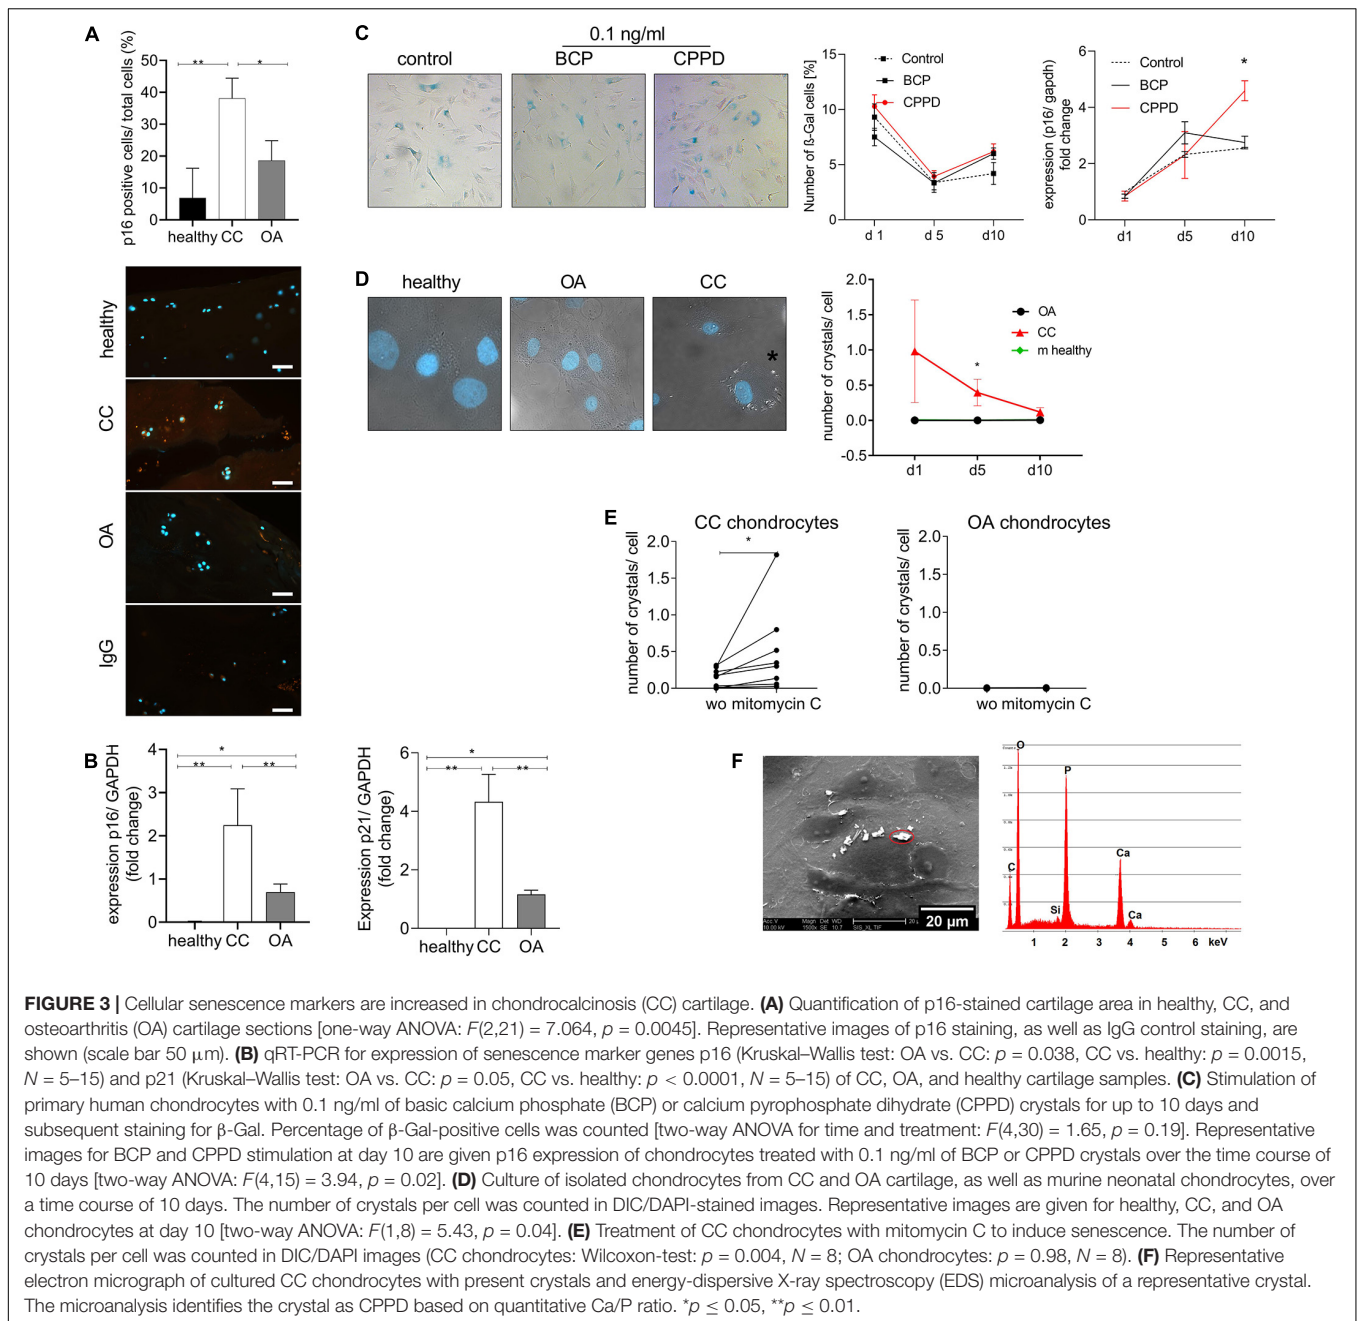 A
p16 positive cells/ total cells (%)
50
40
30
20
10
0
**
*
healthy CC OA
healthy
CC
OA
IgG
B
expression p16/ GAPDH
(fold change)
4
3
2
1
0
*
**
**
healthy CC OA
Expression p21/ GAPDH
(fold change)
6
4
2
0
*
**
**
healthy CC OA
C
0.1 ng/ml
control BCP CPPD
Number of ß-Gal cells [%]
15
10
5
0
Control
BCP
CPPD
d 1 d 5 d10
expression (p16/ gapdh)
fold change
6
4
2
0
Control
BCP
CPPD
*
d1 d5 d10
D
healthy OA CC
*
number of crystals/ cell
2.0
1.5
1.0
0.5
0.0
-0.5
OA
CC
m healthy
*
d1 d5 d10
E
CC chondrocytes
number of crystals/ cell
2.0
1.5
1.0
0.5
0.0
*
wo mitomycin C
OA chondrocytes
number of crystals/ cell
2.0
1.5
1.0
0.5
0.0
wo mitomycin C
F
20 µm
O
P
Ca
C
Si
Ca
1 2 3 4 5 6 keV
FIGURE 3 | Cellular senescence markers are increased in chondrocalcinosis (CC) cartilage. (A) Quantification of p16-stained cartilage area in healthy, CC, and
osteoarthritis (OA) cartilage sections [one-way ANOVA: F(2,21) = 7.064, p = 0.0045]. Representative images of p16 staining, as well as IgG control staining, are
shown (scale bar 50 µm). (B) qRT-PCR for expression of senescence marker genes p16 (Kruskal–Wallis test: OA vs. CC: p = 0.038, CC vs. healthy: p = 0.0015,
N = 5–15) and p21 (Kruskal–Wallis test: OA vs. CC: p = 0.05, CC vs. healthy: p < 0.0001, N = 5–15) of CC, OA, and healthy cartilage samples. (C) Stimulation of
primary human chondrocytes with 0.1 ng/ml of basic calcium phosphate (BCP) or calcium pyrophosphate dihydrate (CPPD) crystals for up to 10 days and
subsequent staining for β-Gal. Percentage of β-Gal-positive cells was counted [two-way ANOVA for time and treatment: F(4,30) = 1.65, p = 0.19]. Representative
images for BCP and CPPD stimulation at day 10 are given p16 expression of chondrocytes treated with 0.1 ng/ml of BCP or CPPD crystals over the time course of
10 days [two-way ANOVA: F(4,15) = 3.94, p = 0.02]. (D) Culture of isolated chondrocytes from CC and OA cartilage, as well as murine neonatal chondrocytes, over
a time course of 10 days. The number of crystals per cell was counted in DIC/DAPI-stained images. Representative images are given for healthy, CC, and OA
chondrocytes at day 10 [two-way ANOVA: F(1,8) = 5.43, p = 0.04]. (E) Treatment of CC chondrocytes with mitomycin C to induce senescence. The number of
crystals per cell was counted in DIC/DAPI images (CC chondrocytes: Wilcoxon-test: p = 0.004, N = 8; OA chondrocytes: p = 0.98, N = 8). (F) Representative
electron micrograph of cultured CC chondrocytes with present crystals and energy-dispersive X-ray spectroscopy (EDS) microanalysis of a representative crystal.
The microanalysis identifies the crystal as CPPD based on quantitative Ca/P ratio. *p ≤ 0.05, **p ≤ 0.01.